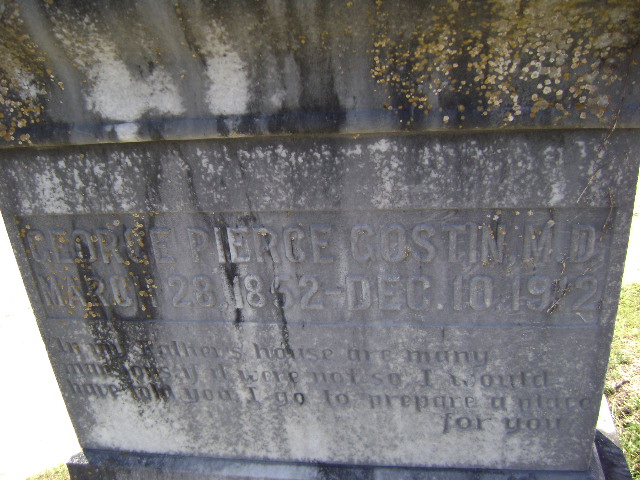 GEORGE PIERCE GOSTIN M.D.
MARCH 28, 1852-DEC. 10. 1912
In my Father's house are many
mansions if it were not so I would
have told you. I go to prepare a place
for you